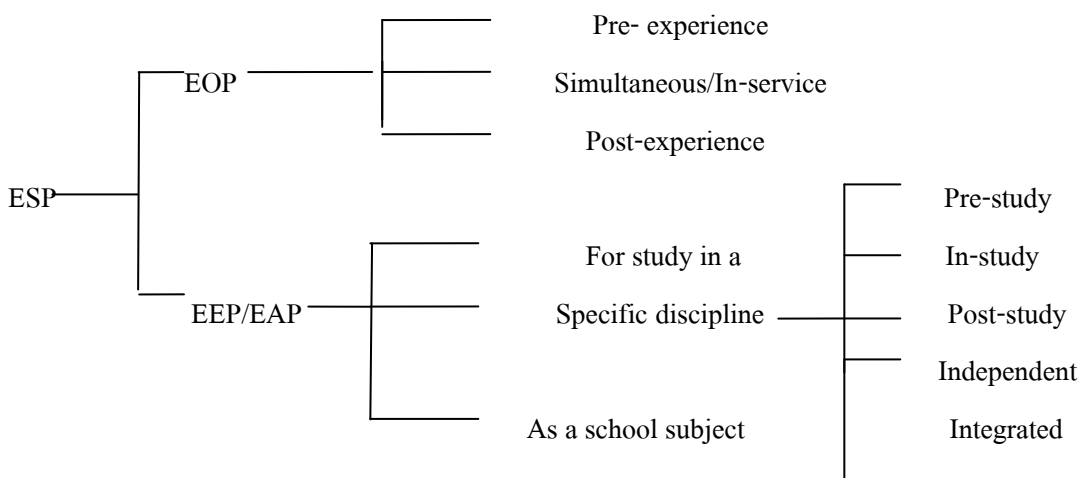 Pre- experience
EOP
Simultaneous/In-service
Post-experience
ESP
Pre-study
For study in a
In-study
EEP/EAP
Specific discipline
Post-study
Independent
As a school subject
Integrated